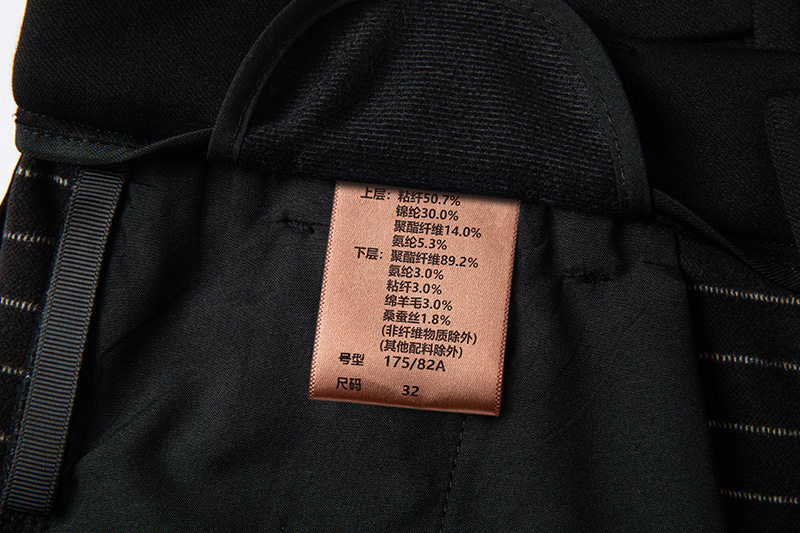 上层：粘纤50.7%
锦纶30.0%
聚酯纤维14.0%
氨纶5.3%
下层：聚酯纤维89.2%
氨纶3.0%
粘纤3.0%
绵羊毛3.0%
桑蚕丝1.8%
(非纤维物质除外)
(其他配料除外)
号型 175/82A
尺码 32